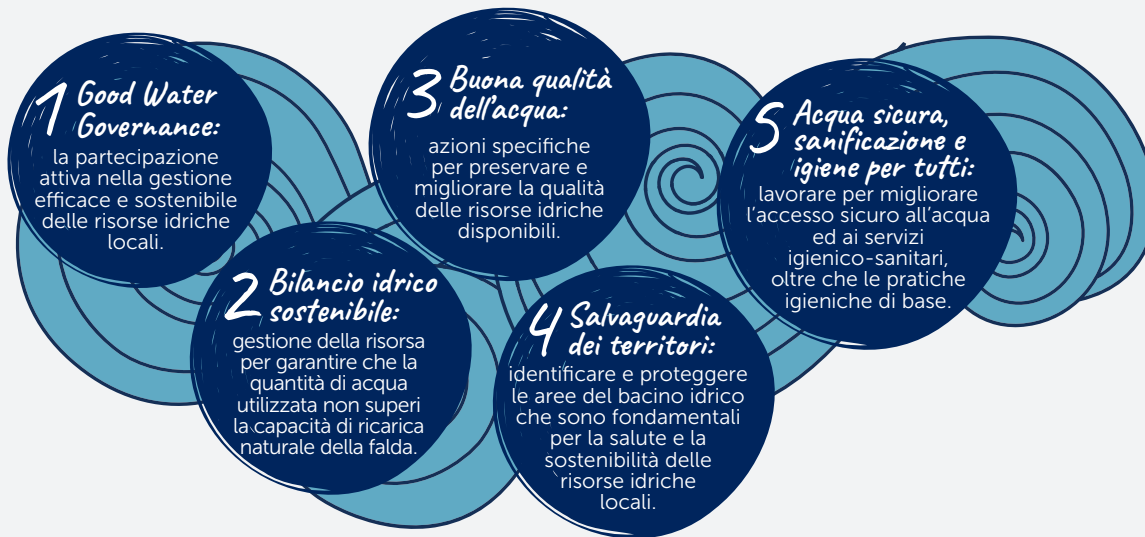 1 Good Water
Governance:
la partecipazione
attiva nella gestione
efficace e sostenibile
delle risorse idriche
locali.
2 Bilancio idrico
sostenibile:
gestione della risorsa
per garantire che la
quantità di acqua
utilizzata non superi
la capacità di ricarica
naturale della falda.
3 Buona qualità
dell'acqua:
azioni specifiche
per preservare e
migliorare la qualità
delle risorse idriche
disponibili.
4 Salvaguardia
dei territori:
identificare e proteggere
le aree del bacino idrico
che sono fondamentali
per la salute e la
sostenibilità delle
risorse idriche
locali.
5 Acqua sicura,
sanificazione e
igiene per tutti:
lavorare per migliorare
l'accesso sicuro all'acqua
ed ai servizi
igienico-sanitari,
oltre che le pratiche
igieniche di base.